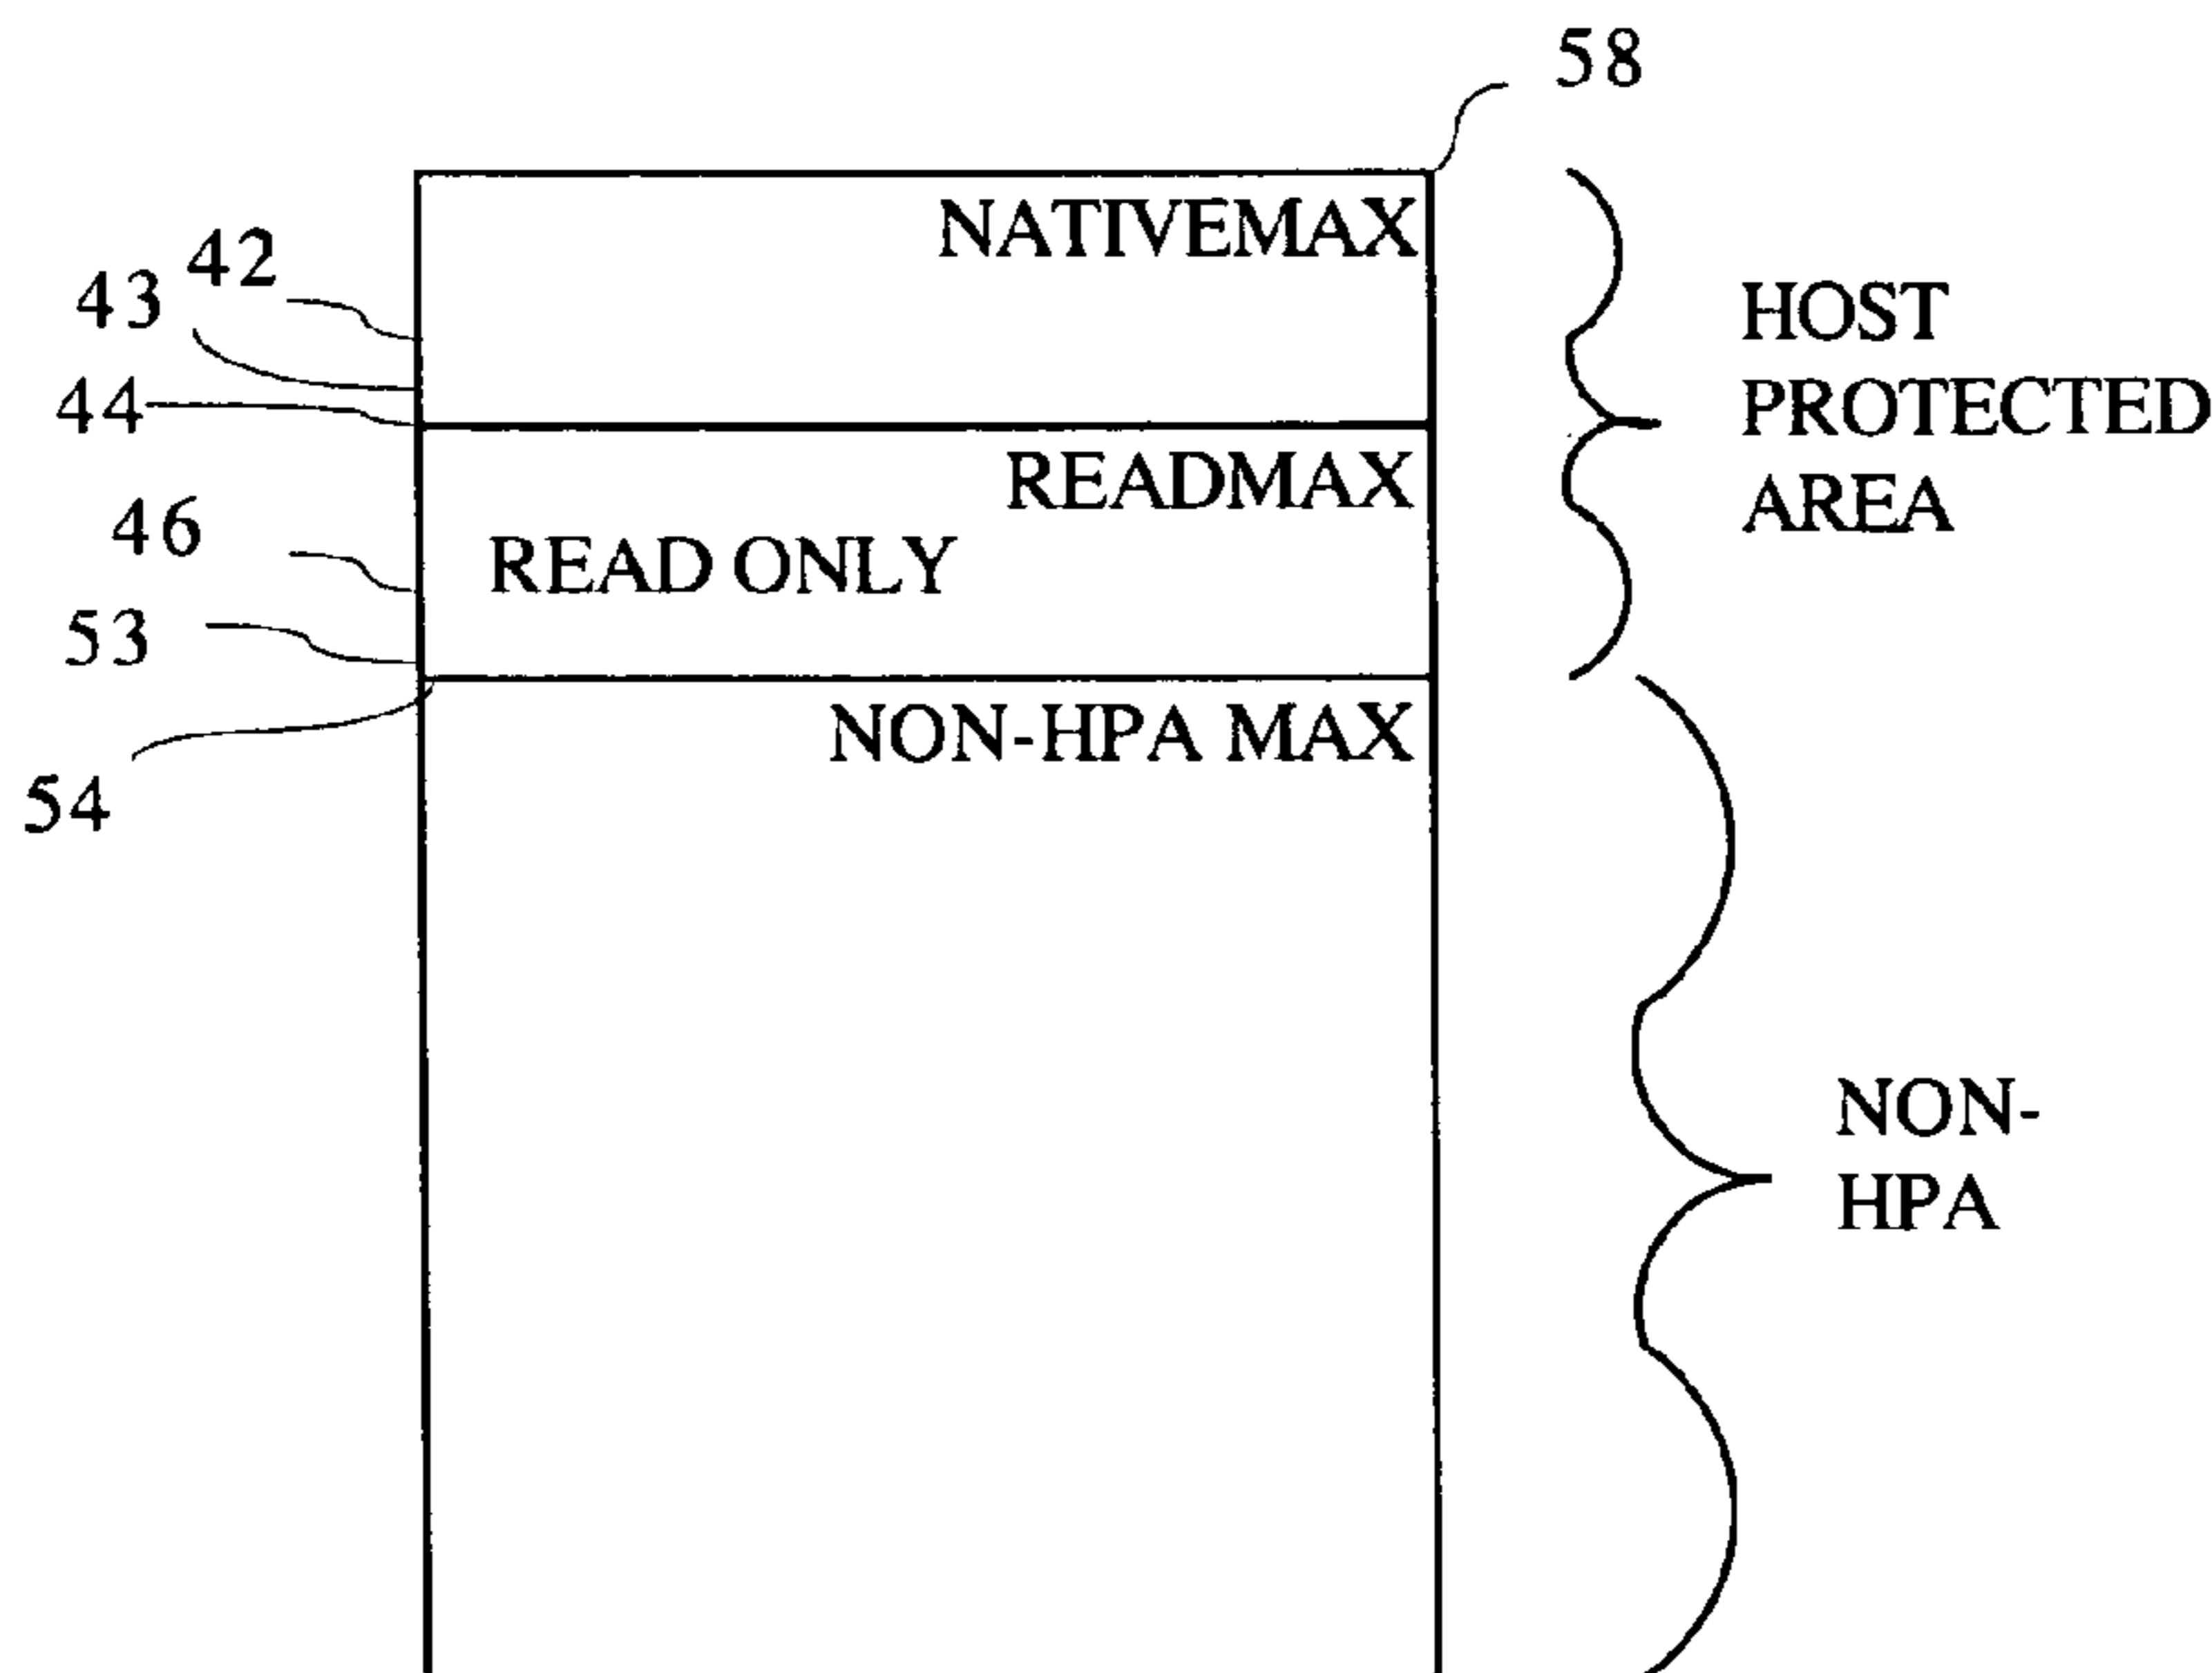 58
NATIVEMAX
42
43
44
HOST
PROTECTED
AREA
READMAX
46
READ ONLY
53
NON-HPA MAX
54
NON-
HPA